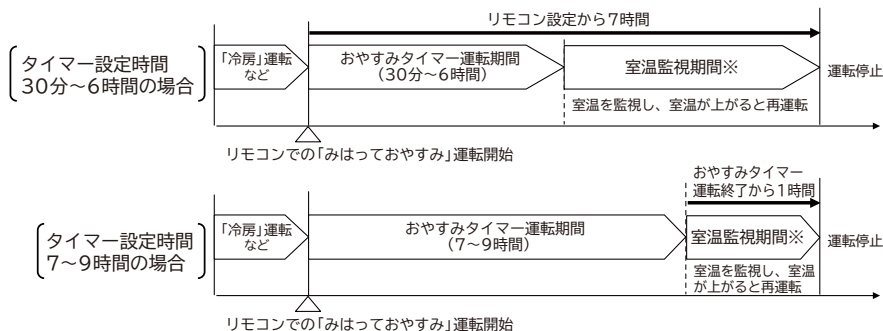 リモコン設定から7時間
タイマー設定時間
30分～6時間の場合
「冷房」運転
など
おやすみタイマー運転期間
（30分～6時間）
室温監視期間※
運転停止
室温を監視し、室温が上がると再運転
リモコンでの「みはっておやすみ」運転開始
おやすみタイマー
運転終了から1時間
タイマー設定時間
7～9時間の場合
「冷房」運転
など
おやすみタイマー運転期間
（7～9時間）
室温監視期間※
運転停止
室温を監視し、室温
が上がると再運転
リモコンでの「みはっておやすみ」運転開始